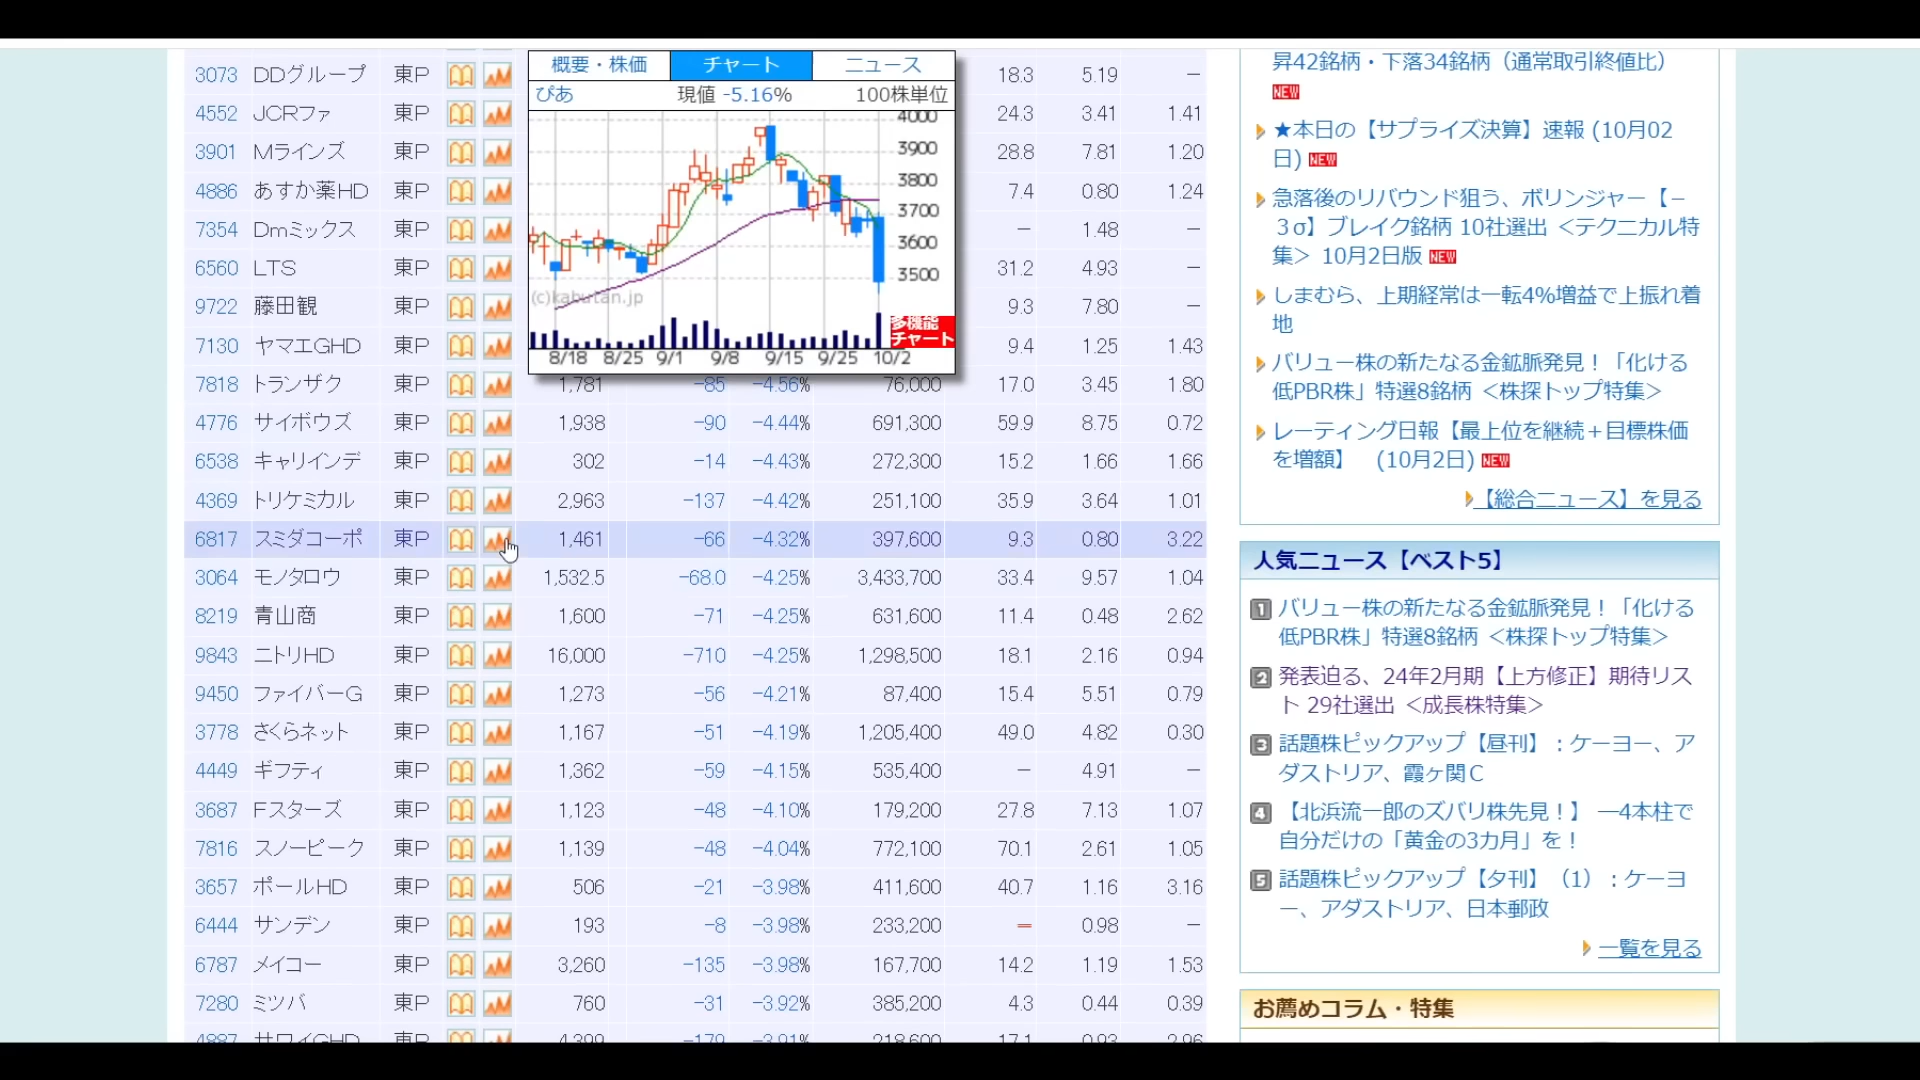 概要・株価 チャート ニュース
ぴあ 現値 -5.16% 100株単位
4000
3900
3800
3700
3600
3500
(c)kabutan.jp
多機能
チャート
8/18 8/25 9/1 9/8 9/15 9/25 10/2
3073 DDグループ 東P 18.3 5.19 －
4552 JCRファ 東P 24.3 3.41 1.41
3901 Mラインズ 東P 28.8 7.81 1.20
4886 あすか薬HD 東P 7.4 0.80 1.24
7354 Dmミックス 東P － 1.48 －
6560 LTS 東P 31.2 4.93 －
9722 藤田観 東P 9.3 7.80 －
7130 ヤマエGHD 東P 9.4 1.25 1.43
7818 トランザク 東P 1,781 -85 -4.56% 76,000 17.0 3.45 1.80
4776 サイボウズ 東P 1,938 -90 -4.44% 691,300 59.9 8.75 0.72
6538 キャリインデ 東P 302 -14 -4.43% 272,300 15.2 1.66 1.66
4369 トリケミカル 東P 2,963 -137 -4.42% 251,100 35.9 3.64 1.01
6817 スミダコーポ 東P 1,461 -66 -4.32% 397,600 9.3 0.80 3.22
3064 モノタロウ 東P 1,532.5 -68.0 -4.25% 3,433,700 33.4 9.57 1.04
8219 青山商 東P 1,600 -71 -4.25% 631,600 11.4 0.48 2.62
9843 ニトリHD 東P 16,000 -710 -4.25% 1,298,500 18.1 2.16 0.94
9450 ファイバーG 東P 1,273 -56 -4.21% 87,400 15.4 5.51 0.79
3778 さくらネット 東P 1,167 -51 -4.19% 1,205,400 49.0 4.82 0.30
4449 ギフティ 東P 1,362 -59 -4.15% 535,400 － 4.91 －
3687 Fスターズ 東P 1,123 -48 -4.10% 179,200 27.8 7.13 1.07
7816 スノーピーク 東P 1,139 -48 -4.04% 772,100 70.1 2.61 1.05
3657 ポールHD 東P 506 -21 -3.98% 411,600 40.7 1.16 3.16
6444 サンデン 東P 193 -8 -3.98% 233,200 － 0.98 －
6787 メイコー 東P 3,260 -135 -3.98% 167,700 14.2 1.19 1.53
7280 ミツバ 東P 760 -31 -3.92% 385,200 4.3 0.44 0.39
4887 サワイGHD 東P 4,399 -179 -3.91% 218,600 17.1 0.93 2.96
昇42銘柄・下落34銘柄（通常取引終値比）
NEW
★本日の【サプライズ決算】速報 (10月02
日) NEW
急落後のリバウンド狙う、ボリンジャー【－
3σ】ブレイク銘柄 10社選出 ＜テクニカル特
集＞ 10月2日版 NEW
しまむら、上期経常は一転4%増益で上振れ着
地
バリュー株の新たなる金鉱脈発見！「化ける
低PBR株」特選8銘柄 ＜株探トップ特集＞
レーティング日報【最上位を継続＋目標株価
を増額】 (10月2日) NEW
【総合ニュース】を見る
人気ニュース【ベスト5】
1 バリュー株の新たなる金鉱脈発見！「化ける
低PBR株」特選8銘柄 ＜株探トップ特集＞
2 発表迫る、24年2月期【上方修正】期待リス
ト 29社選出 ＜成長株特集＞
3 話題株ピックアップ【昼刊】：ケーヨー、ア
ダストリア、霞ヶ関Ｃ
4 【北浜流一郎のズバリ株先見！】 ―4本柱で
自分だけの「黄金の3カ月」を！
5 話題株ピックアップ【夕刊】（1）：ケーヨ
ー、アダストリア、日本郵政
一覧を見る
お薦めコラム・特集